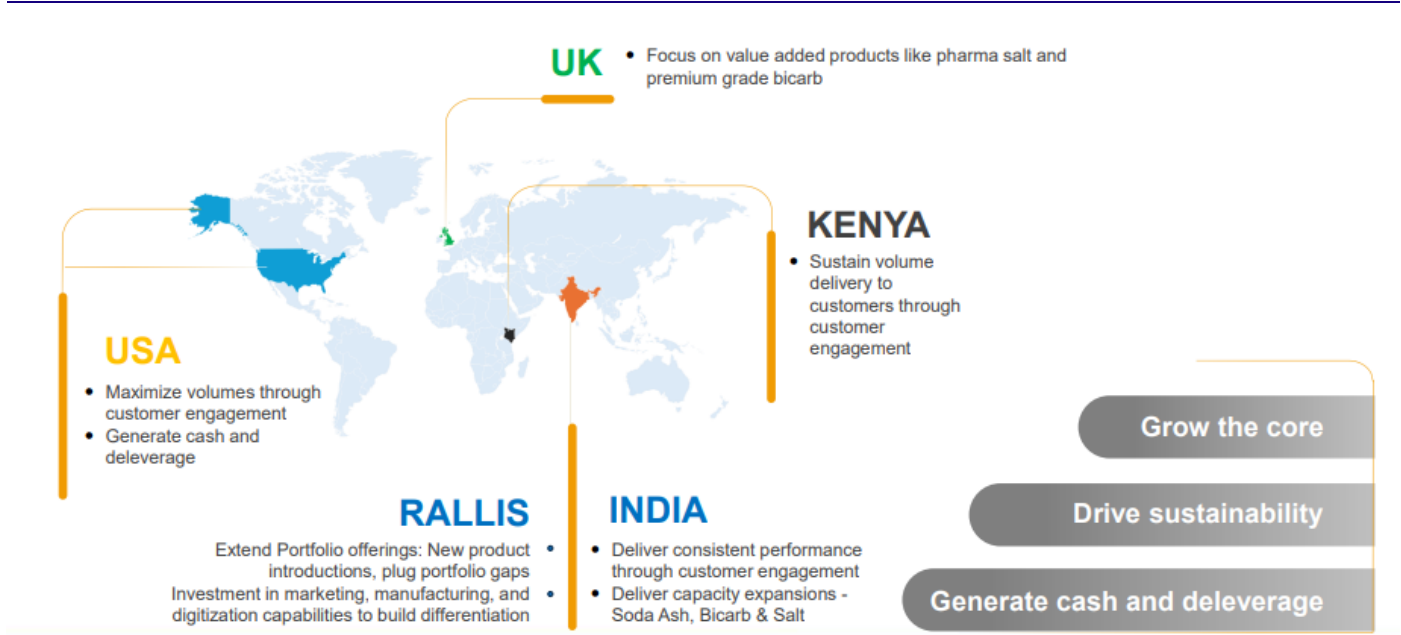 UK
• Focus on value added products like pharma salt and
premium grade bicarb
KENYA
• Sustain volume
delivery to
customers through
customer
engagement
USA
• Maximize volumes through
customer engagement
• Generate cash and
deleverage
RALLIS
Extend Portfolio offerings: New product •
introductions, plug portfolio gaps
Investment in marketing, manufacturing, and •
digitization capabilities to build differentiation
INDIA
• Deliver consistent performance
through customer engagement
• Deliver capacity expansions -
Soda Ash, Bicarb & Salt
Grow the core
Drive sustainability
Generate cash and deleverage